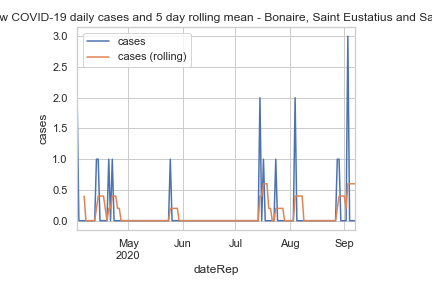 w COVID-19 daily cases and 5 day rolling mean - Bonaire, Saint Eustatius and Sa
cases
cases (rolling)
3.0
2.5
2.0
1.5
1.0
0.5
0.0
cases
May
2020
Jun
Jul
Aug
Sep
dateRep